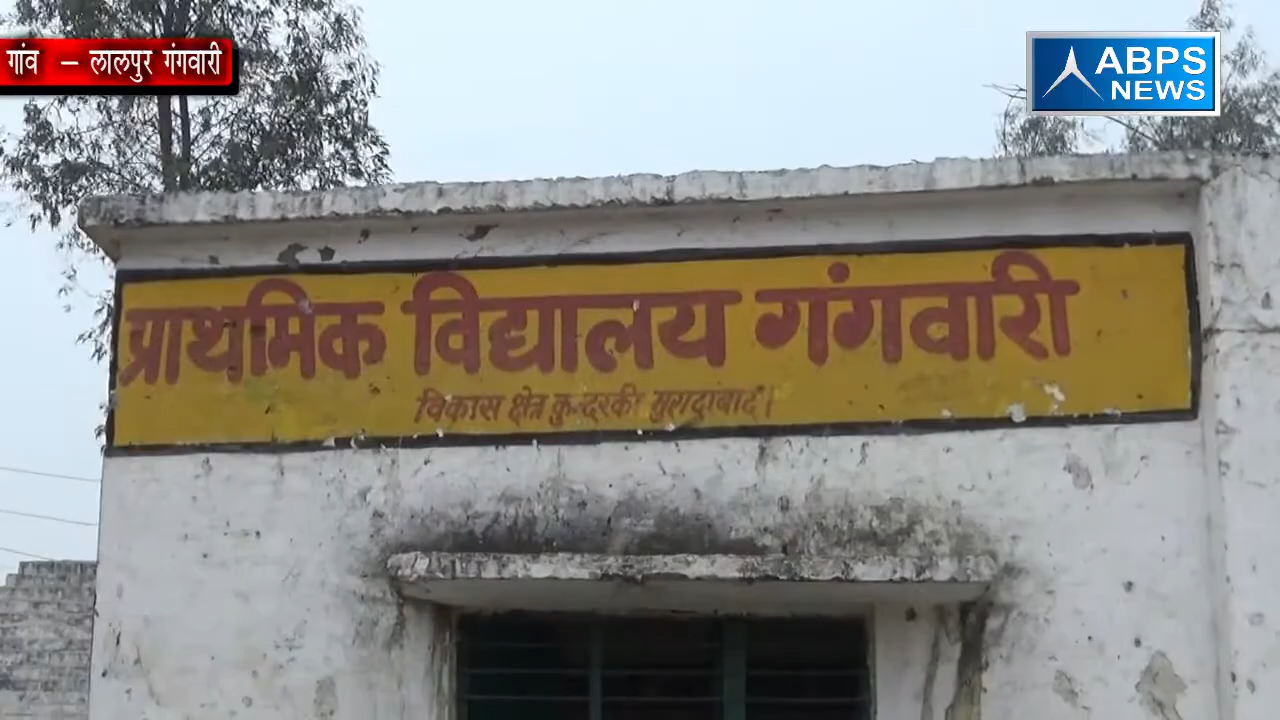 गांव – लालपुर गंगवारी
ABPS
NEWS
प्राथमिक विद्यालय गंगवारी
विकास क्षेत्र कुन्दरकी मुरादाबाद।